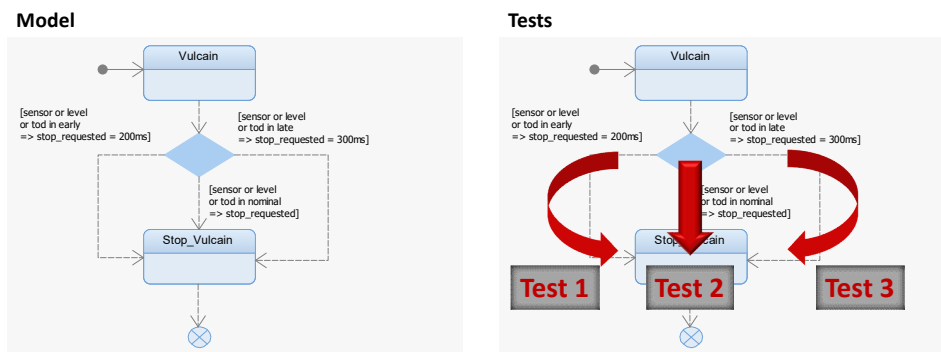 Model
Vulcain
[sensor or level
or tod in early
=> stop_requested = 200ms]
[sensor or level
or tod in late
=> stop_requested = 300ms]
[sensor or level
or tod in nominal
=> stop_requested]
Stop_Vulcain
Tests
Vulcain
[sensor or level
or tod in early
=> stop_requested = 200ms]
[sensor or level
or tod in late
=> stop_requested = 300ms]
[sensor or level
or tod in nominal
=> stop_requested]
Stop_Vulcain
Test 1
Test 2
Test 3